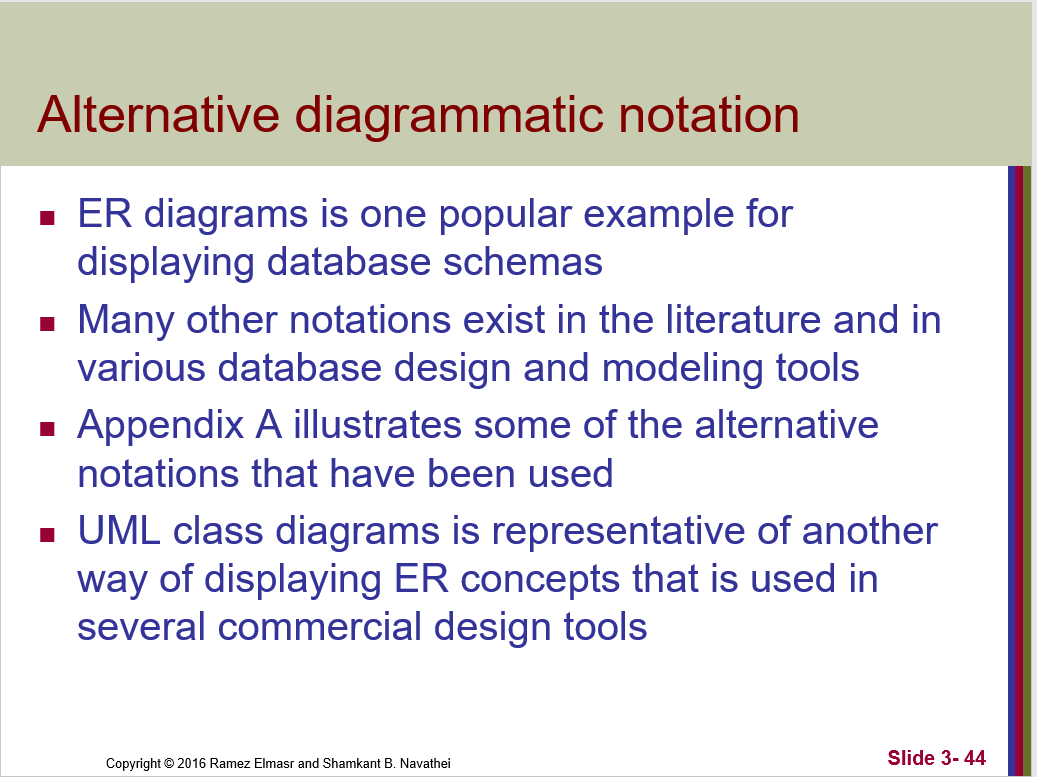 Alternative diagrammatic notation
ER diagrams is one popular example for
displaying database schemas
Many other notations exist in the literature and in
various database design and modeling tools
Appendix A illustrates some of the alternative
notations that have been used
UML class diagrams is representative of another
way of displaying ER concepts that is used in
several commercial design tools
Copyright © 2016 Ramez Elmasr and Shamkant B. Navathei
Slide 3- 44